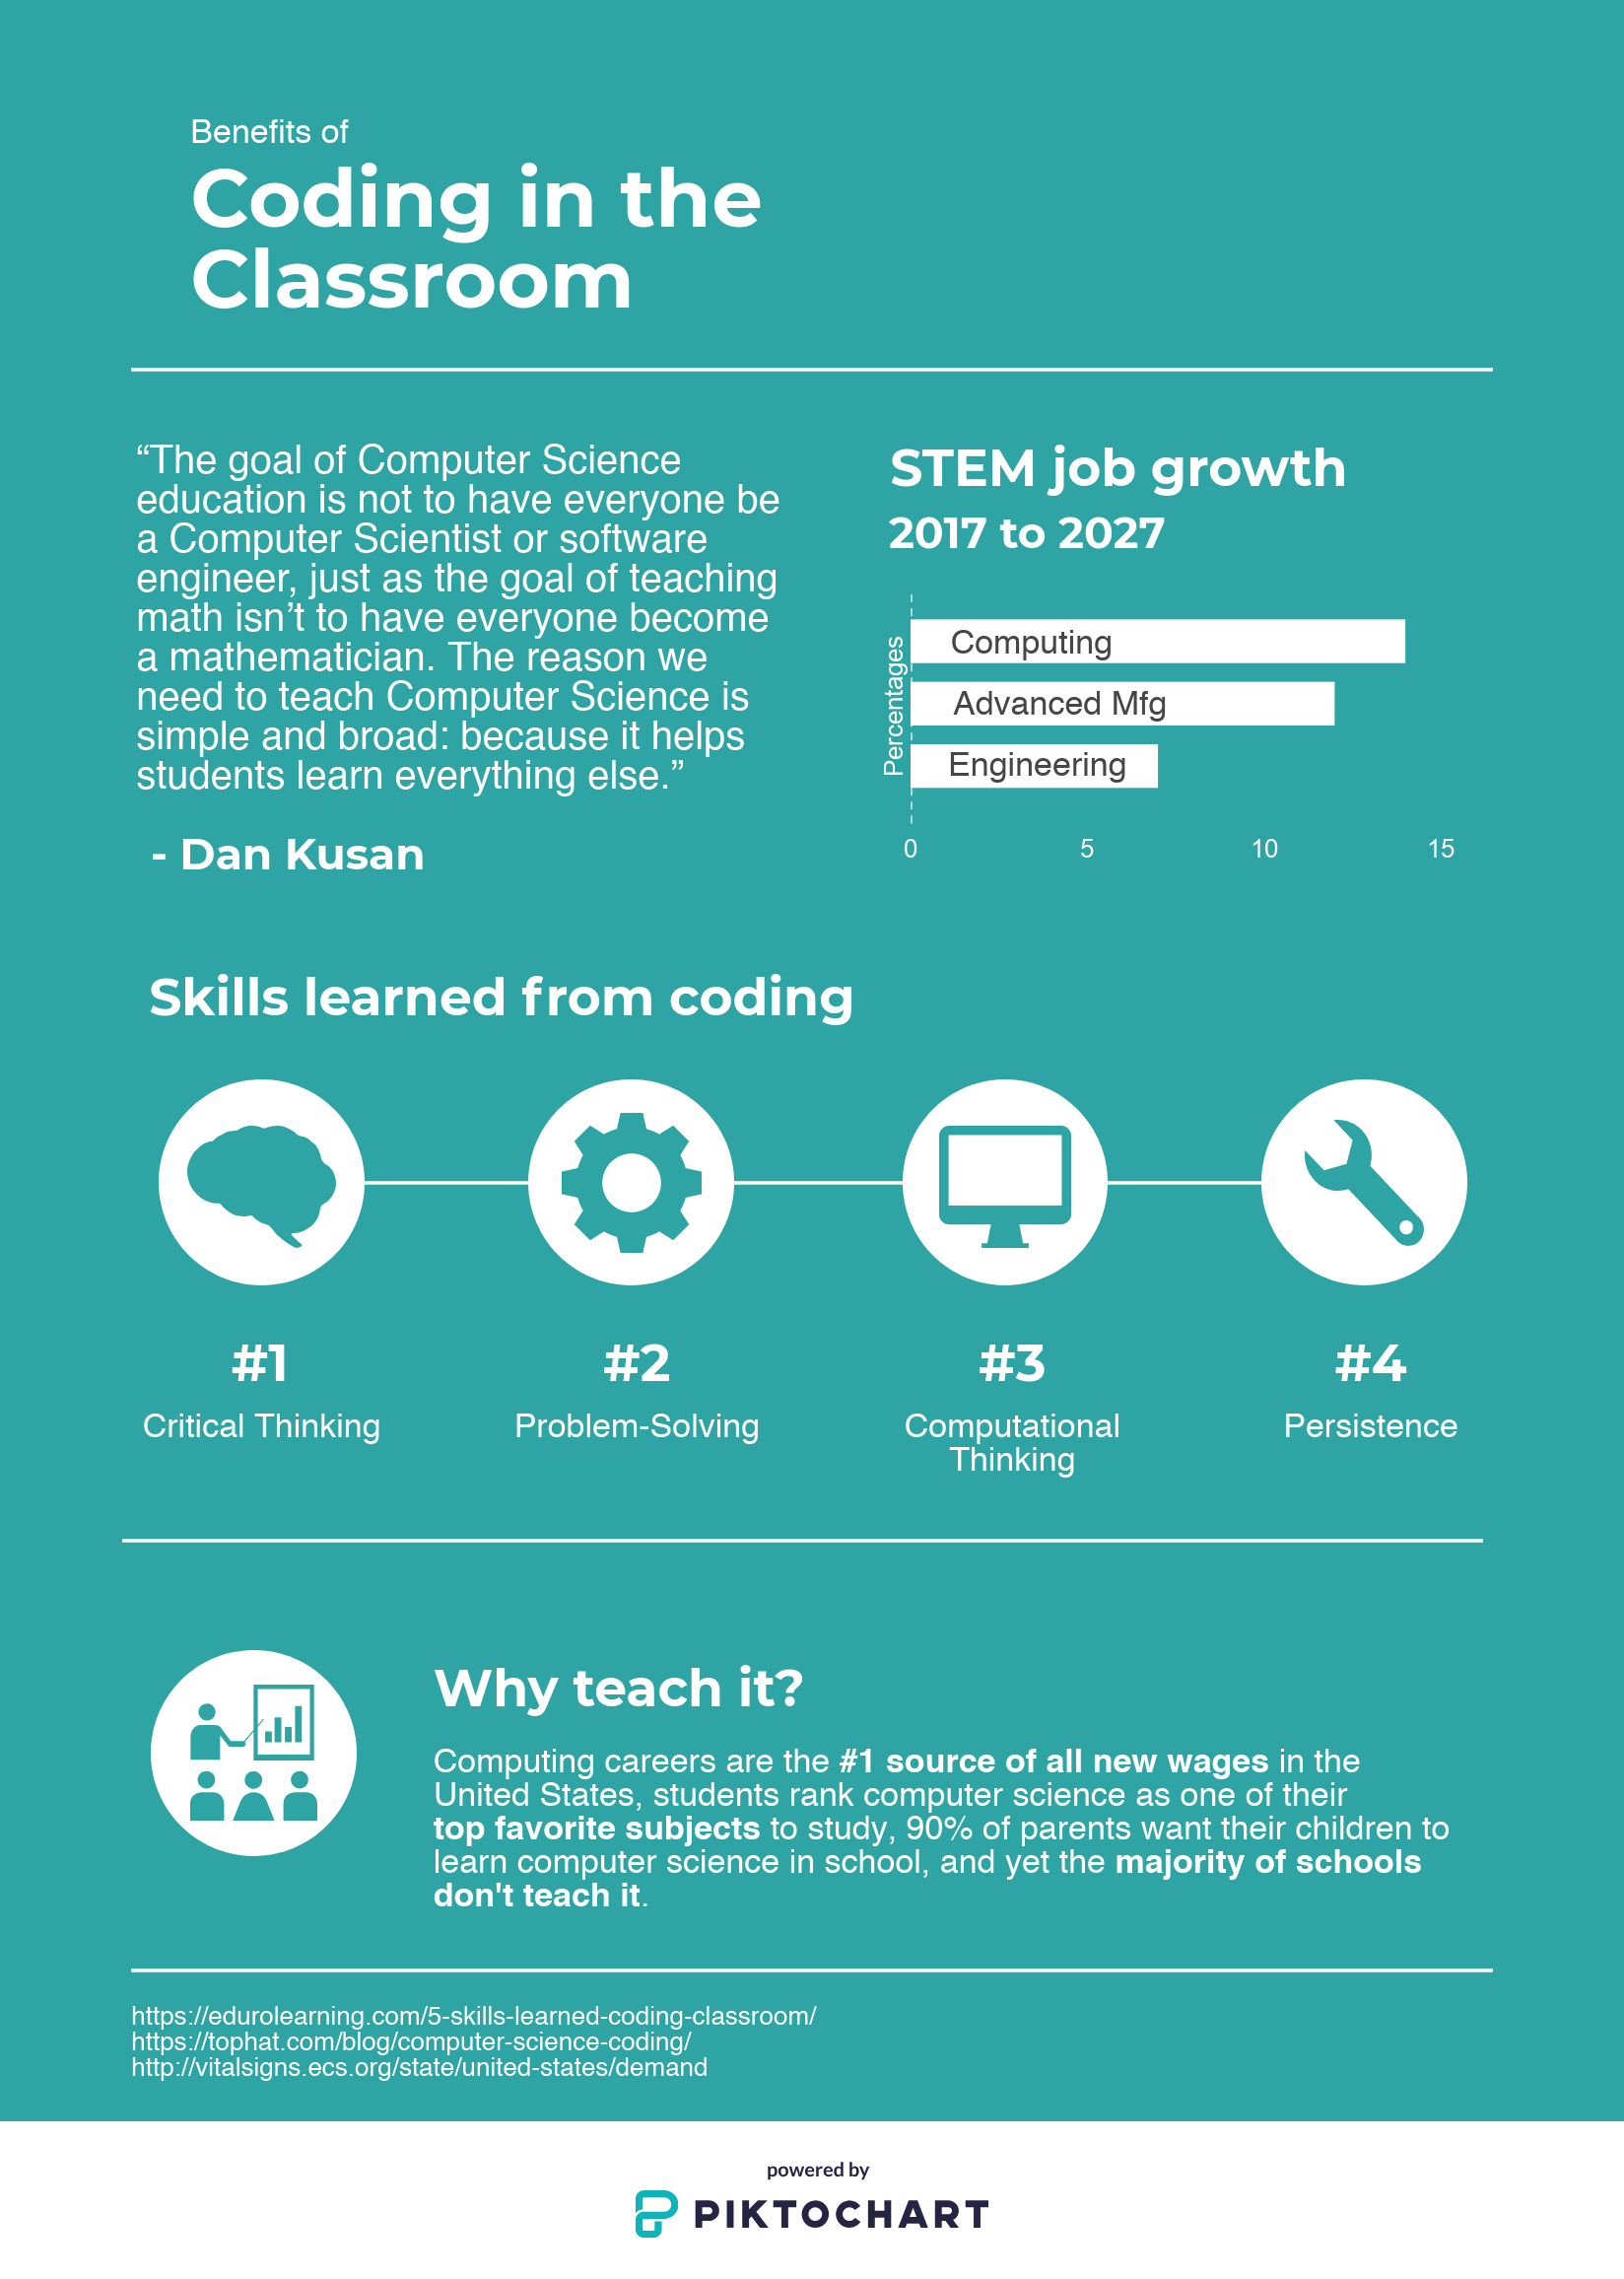 Benefits of
Coding in the
Classroom
“The goal of Computer Science
education is not to have everyone be
a Computer Scientist or software
engineer, just as the goal of teaching
math isn’t to have everyone become
a mathematician. The reason we
need to teach Computer Science is
simple and broad: because it helps
students learn everything else.”
- Dan Kusan
STEM job growth
2017 to 2027
Percentages
Computing
Advanced Mfg
Engineering
0 5 10 15
Skills learned from coding
#1 #2 #3 #4
Critical Thinking Problem-Solving Computational Persistence
Thinking
Why teach it?
Computing careers are the #1 source of all new wages in the
United States, students rank computer science as one of their
top favorite subjects to study, 90% of parents want their children to
learn computer science in school, and yet the majority of schools
don't teach it.
https://edurolearning.com/5-skills-learned-coding-classroom/
https://tophat.com/blog/computer-science-coding/
http://vitalsigns.ecs.org/state/united-states/demand
powered by
PIKTOCHART